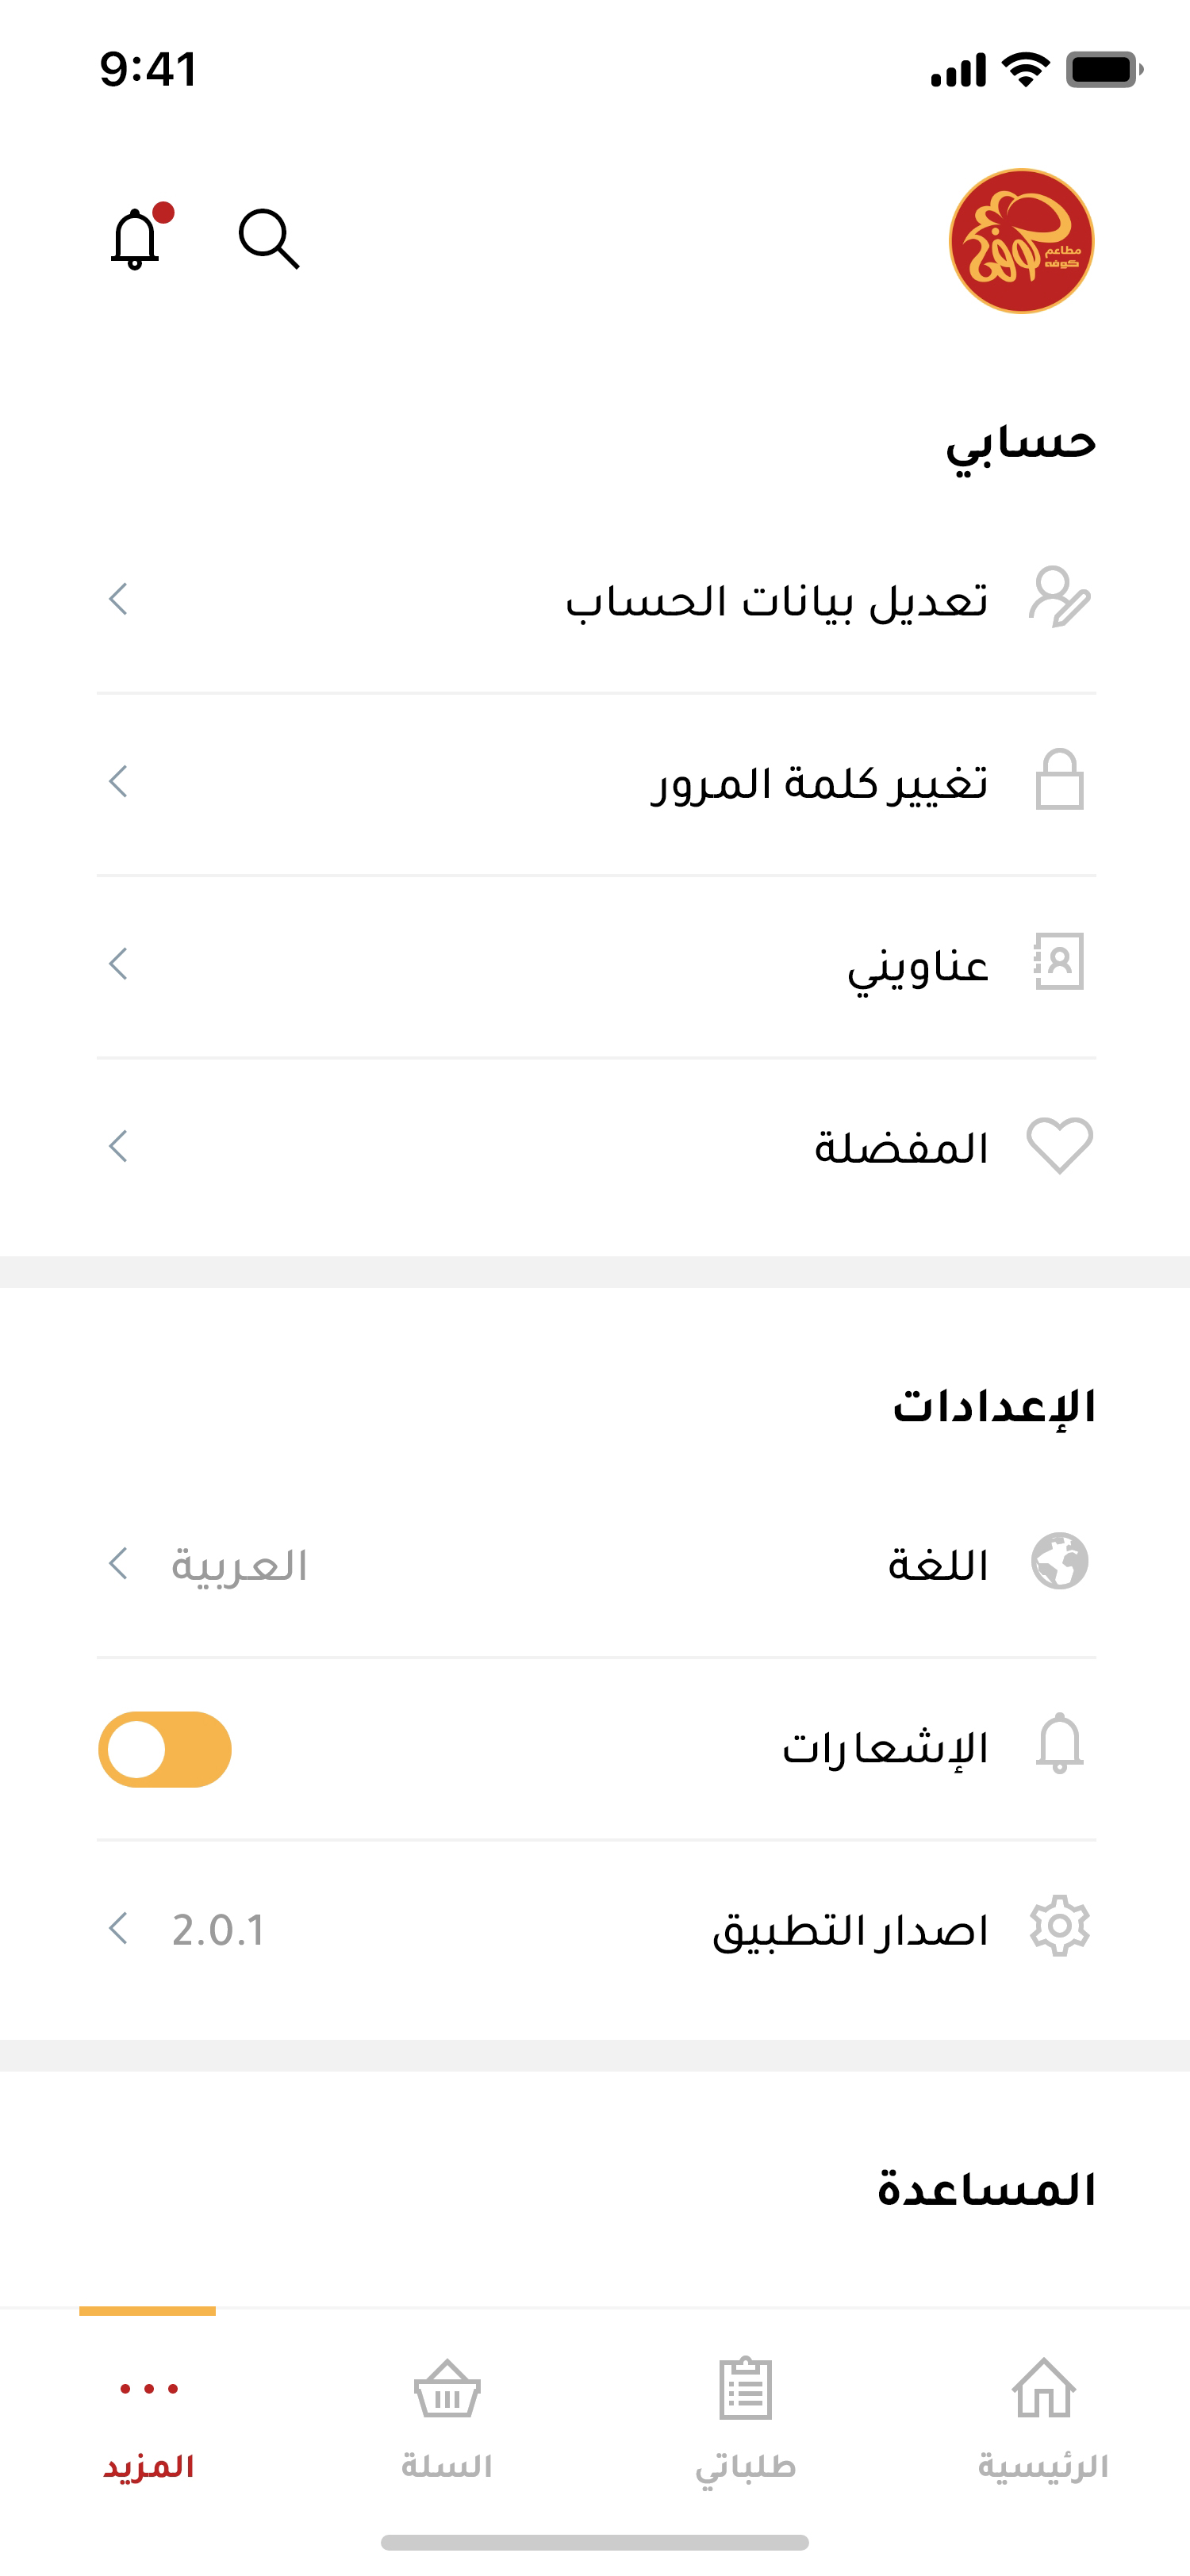 9:41
مطاعم
كوفه
حسابي
تعديل بيانات الحساب
تغيير كلمة المرور
عناويني
المفضلة
الإعدادات
اللغة العربية
الإشعارات
اصدار التطبيق 2.0.1
المساعدة
الرئيسية طلباتي السلة المزيد